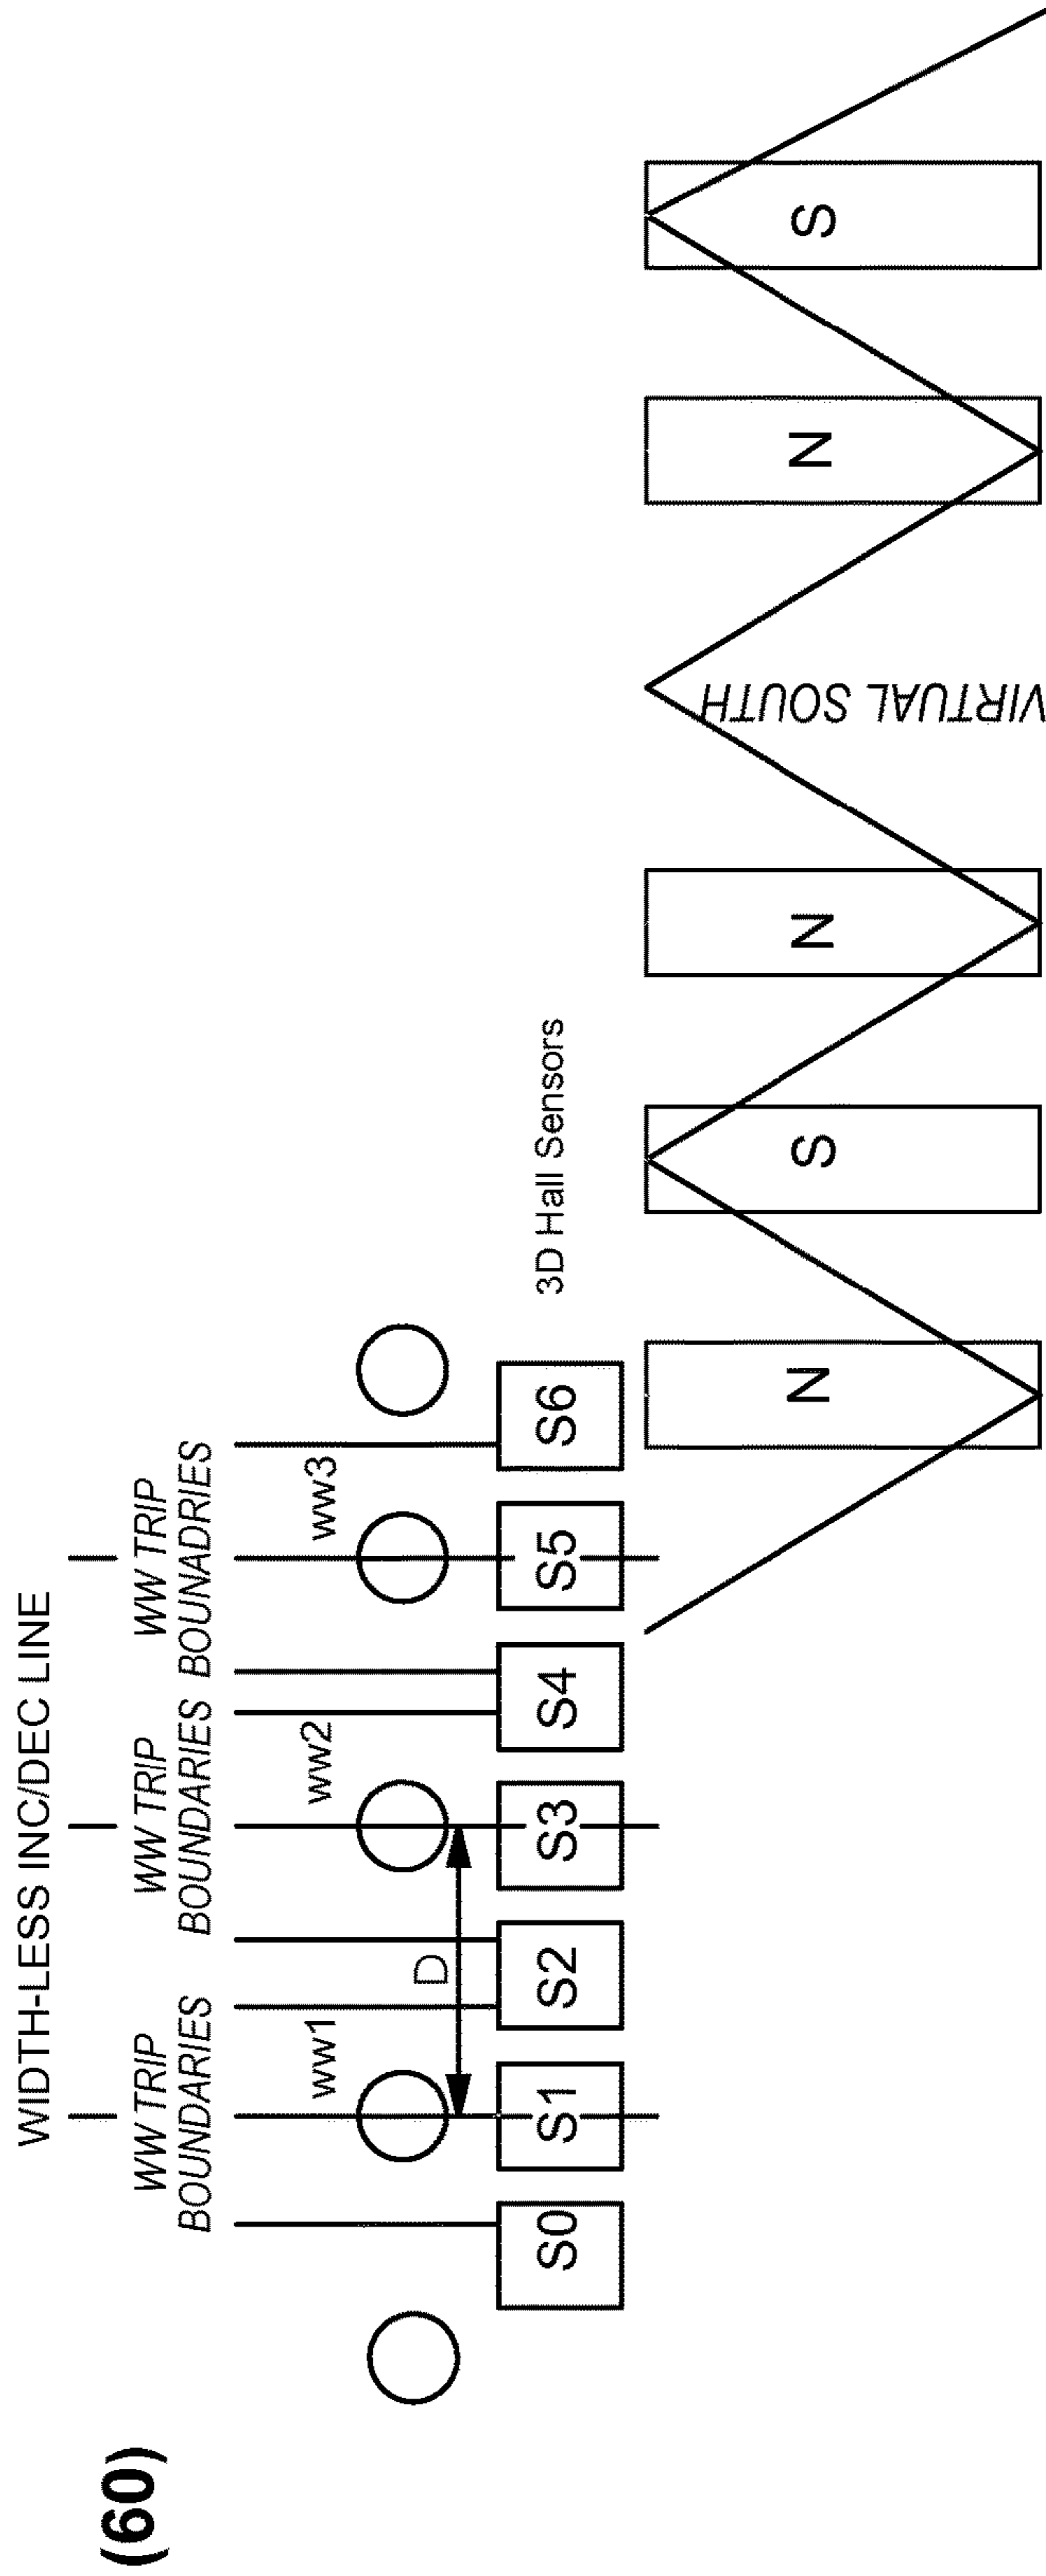 WIDTH-LESS INC/DEC LINE
(60)
WW TRIP
BOUNDARIES
WW TRIP
BOUNDARIES
WW TRIP
BOUNADRIES
ww1
ww2
ww3
D
S0
S1
S2
S3
S4
S5
S6
3D Hall Sensors
N
S
N
VIRTUAL SOUTH
N
S